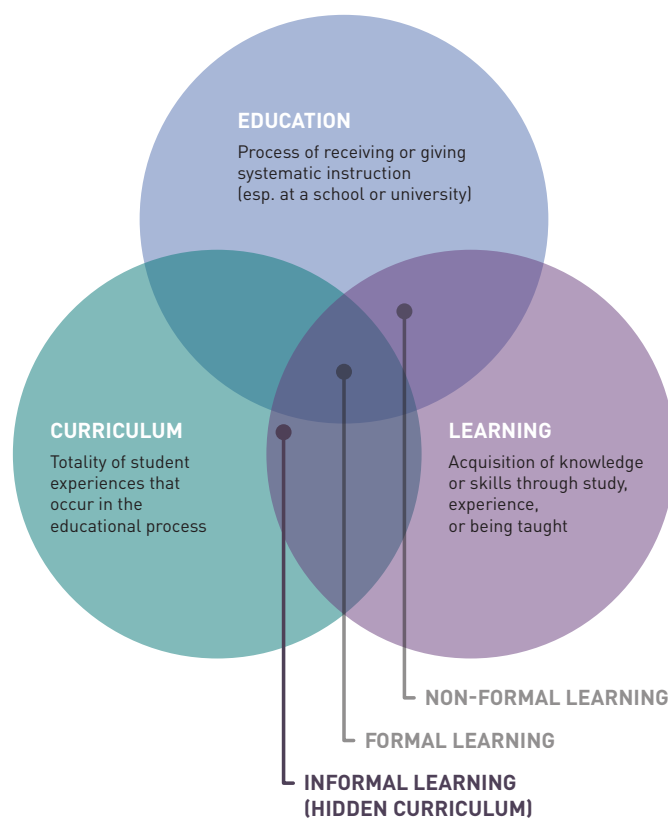 EDUCATION
Process of receiving or giving
systematic instruction
(esp. at a school or university)
CURRICULUM
Totality of student
experiences that
occur in the
educational process
LEARNING
Acquisition of knowledge
or skills through study,
experience,
or being taught
NON-FORMAL LEARNING
FORMAL LEARNING
INFORMAL LEARNING
(HIDDEN CURRICULUM)